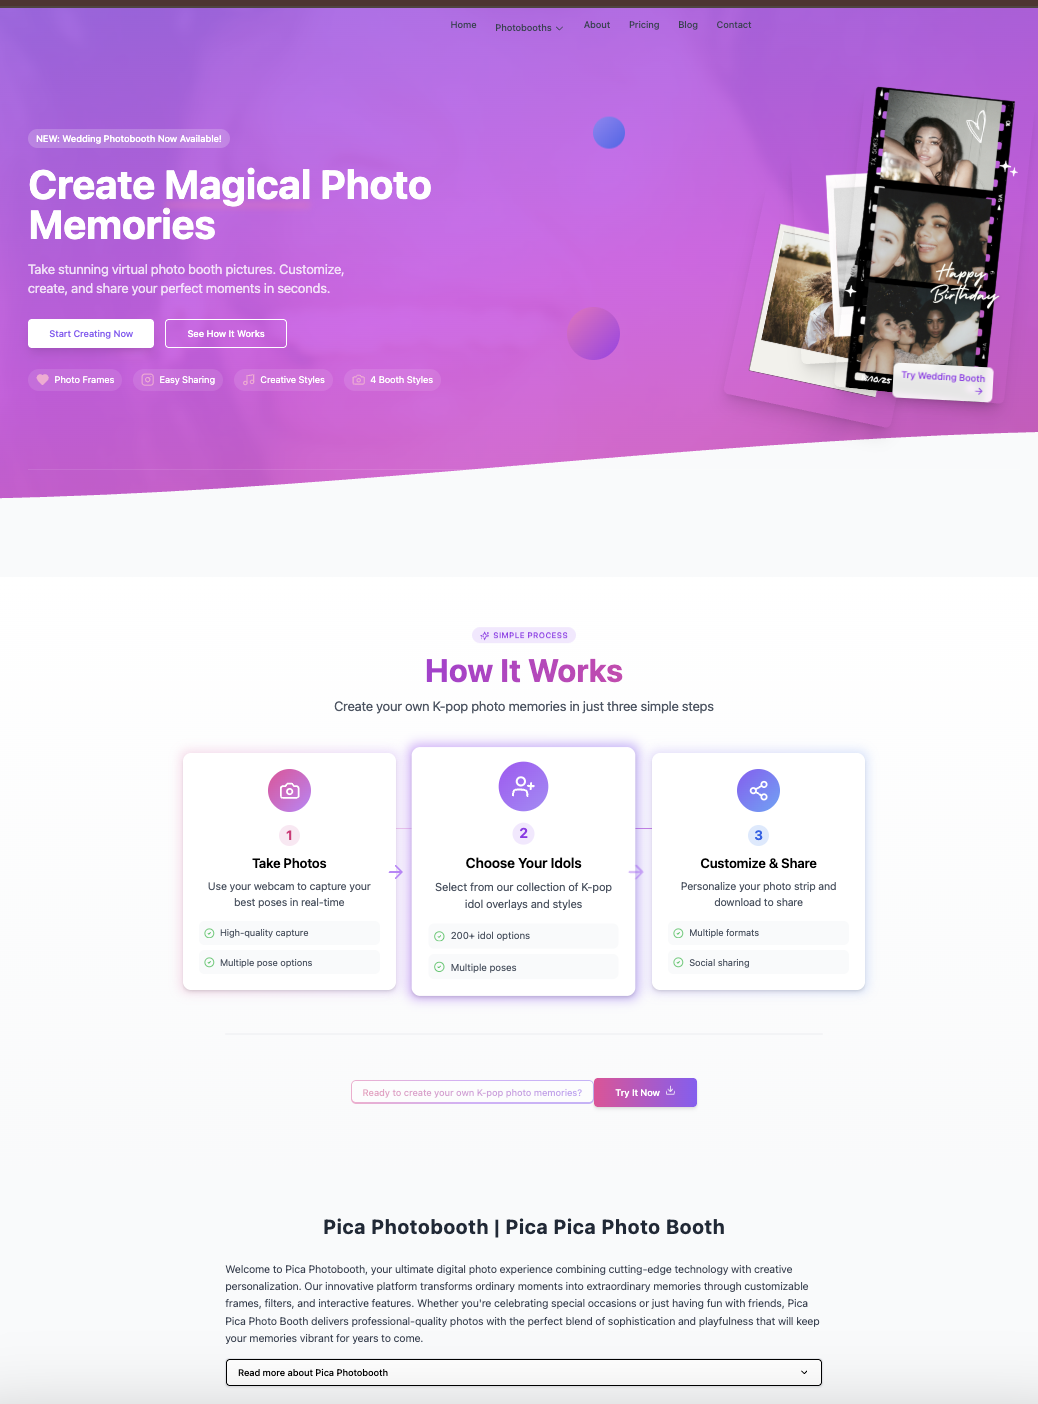 Home Photobooths About Pricing Blog Contact
NEW: Wedding Photobooth Now Available!
Create Magical Photo
Memories
Take stunning virtual photo booth pictures. Customize,
create, and share your perfect moments in seconds.
Start Creating Now
See How It Works
Photo Frames
Easy Sharing
Creative Styles
4 Booth Styles
Happy
Birthday
Try Wedding Booth
SIMPLE PROCESS
How It Works
Create your own K-pop photo memories in just three simple steps
1
Take Photos
Use your webcam to capture your
best poses in real-time
High-quality capture
Multiple pose options
2
Choose Your Idols
Select from our collection of K-pop
idol overlays and styles
200+ idol options
Multiple poses
3
Customize & Share
Personalize your photo strip and
download to share
Multiple formats
Social sharing
Ready to create your own K-pop photo memories?
Try It Now
Pica Photobooth | Pica Pica Photo Booth
Welcome to Pica Photobooth, your ultimate digital photo experience combining cutting-edge technology with creative
personalization. Our innovative platform transforms ordinary moments into extraordinary memories through customizable
frames, filters, and interactive features. Whether you're celebrating special occasions or just having fun with friends, Pica
Pica Photo Booth delivers professional-quality photos with the perfect blend of sophistication and playfulness that will keep
your memories vibrant for years to come.
Read more about Pica Photobooth